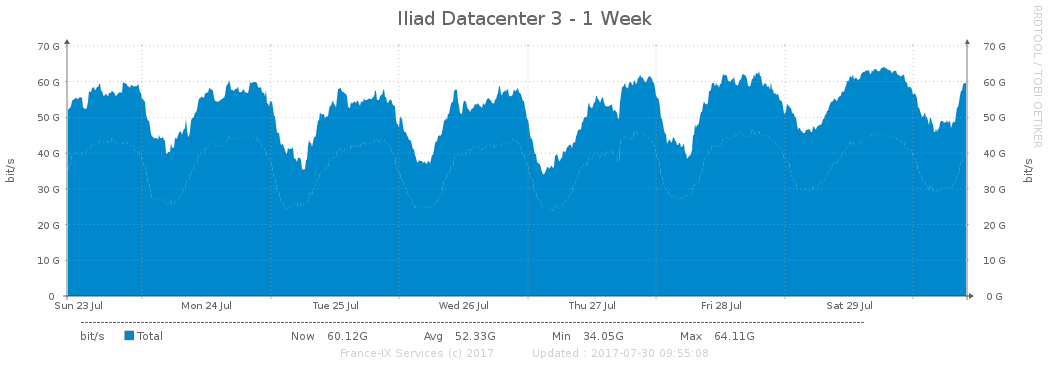 Iliad Datacenter 3 - 1 Week
RRDTOOL / TOBI OETIKER
70 G 70 G
60 G 60 G
50 G 50 G
40 G 40 G
30 G 30 G
20 G 20 G
10 G 10 G
0 0 G
bit/s bit/s
Sun 23 Jul Mon 24 Jul Tue 25 Jul Wed 26 Jul Thu 27 Jul Fri 28 Jul Sat 29 Jul
bit/s Total Now 60.12G Avg 52.33G Min 34.05G Max 64.11G
France-IX Services (c) 2017 Updated : 2017-07-30 09:55:08